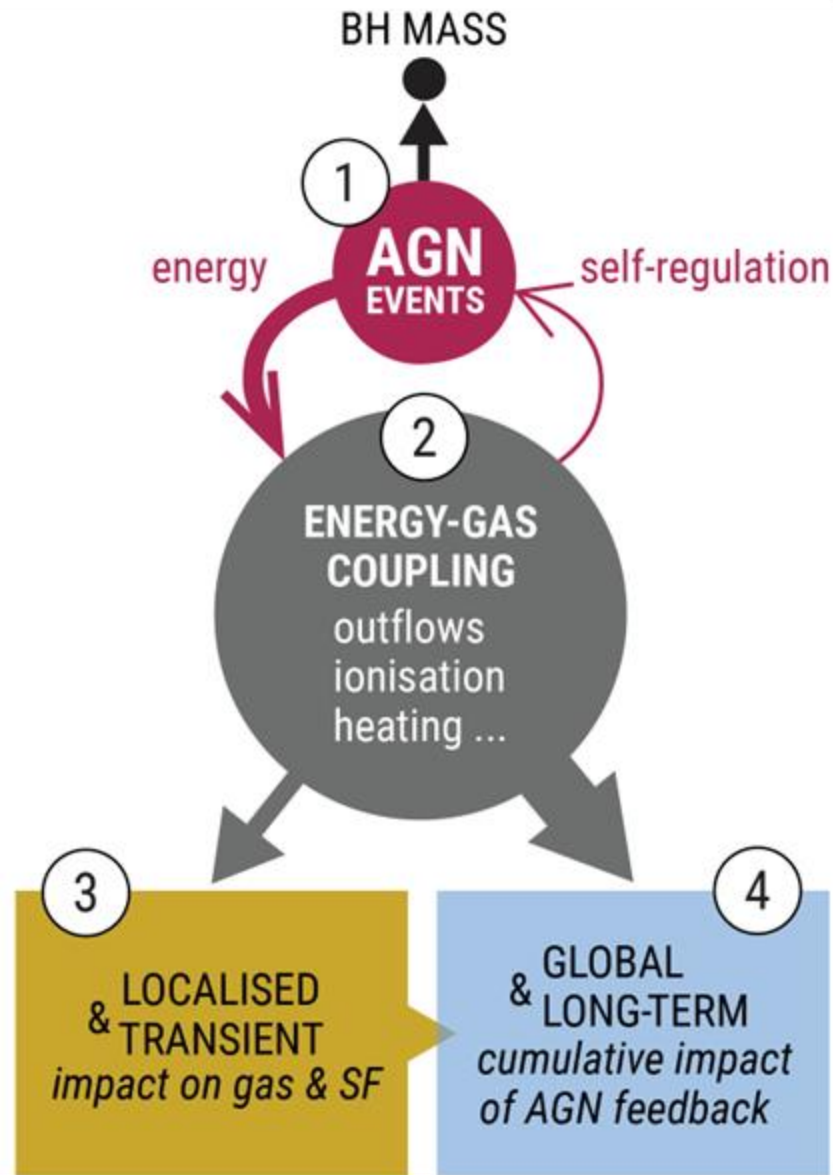 BH MASS
1
AGN
EVENTS
energy
self-regulation
2
ENERGY-GAS
COUPLING
outflows
ionisation
heating ...
3
LOCALISED
& TRANSIENT
impact on gas & SF
4
GLOBAL
& LONG-TERM
cumulative impact
of AGN feedback